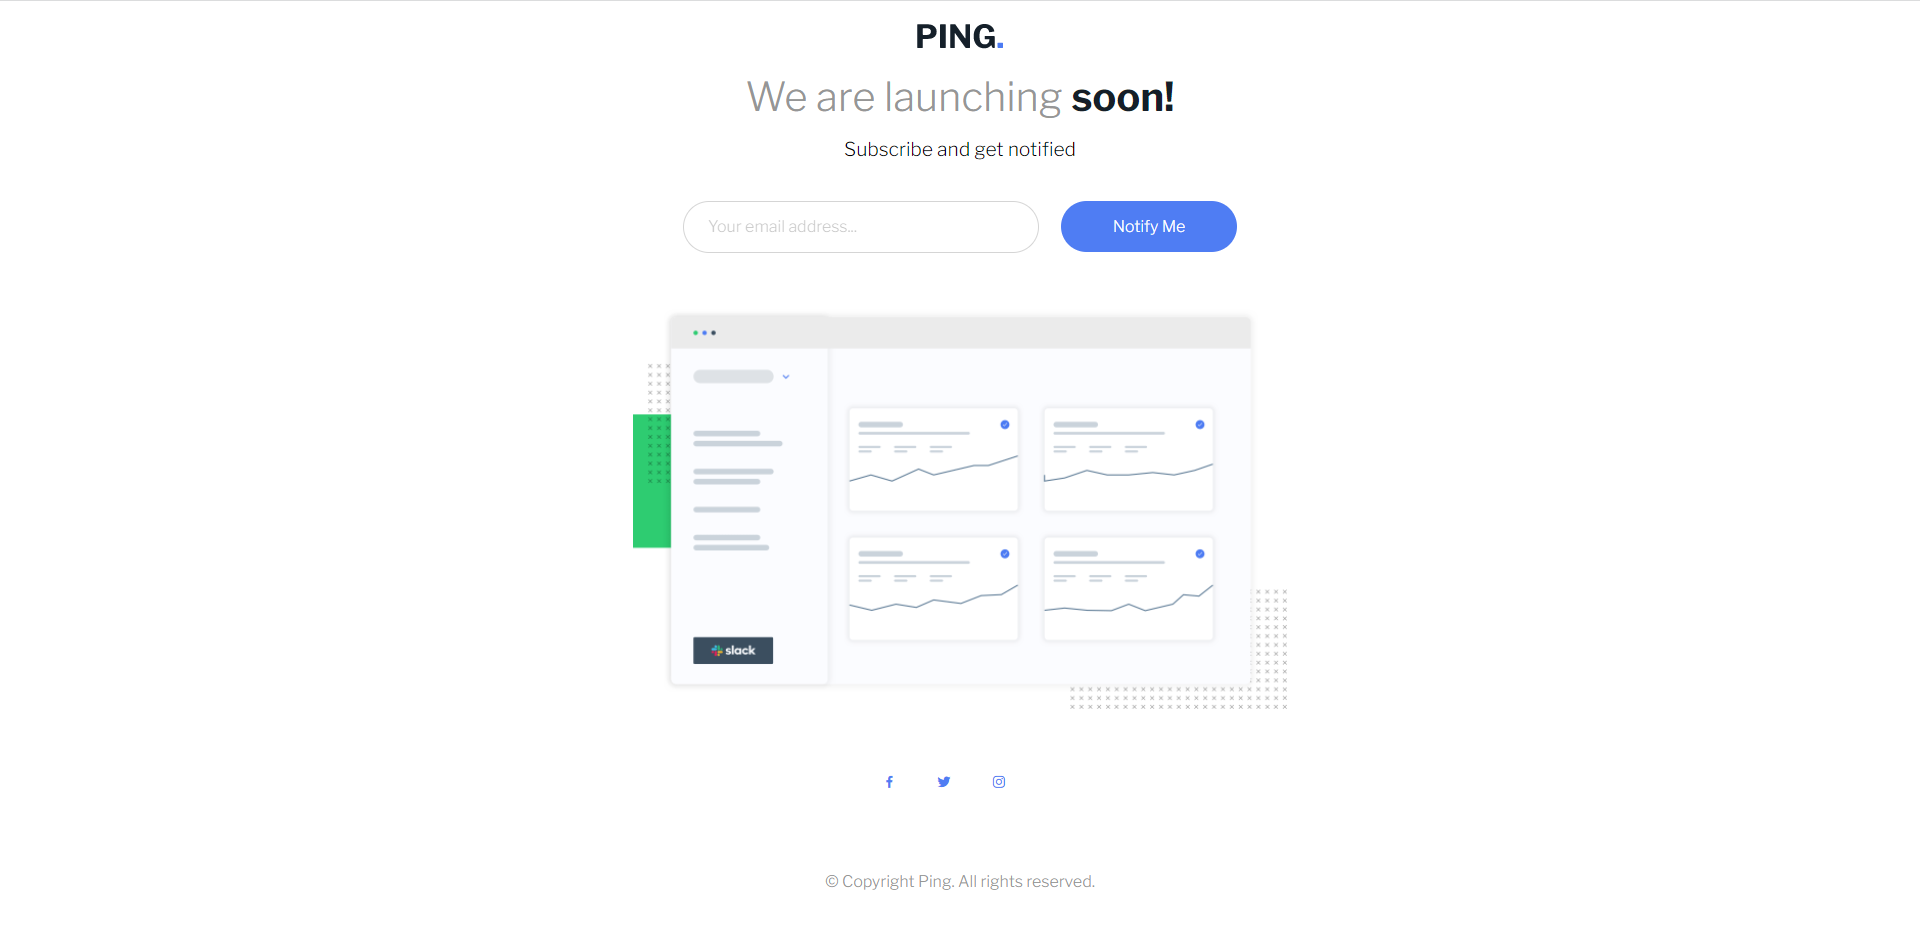 PING.
We are launching soon!
Subscribe and get notified
Your email address...
Notify Me
slack
© Copyright Ping. All rights reserved.